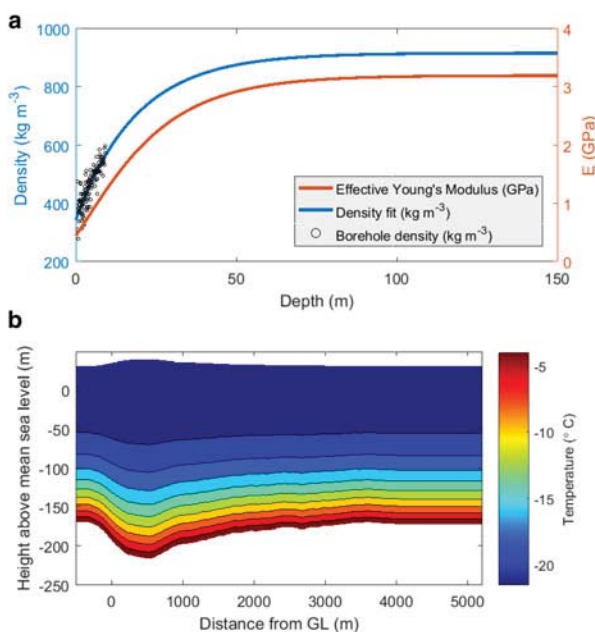 a
1000
800
600
400
200
Density (kg m⁻³)
4
3
2
1
0
E (GPa)
Effective Young's Modulus (GPa)
Density fit (kg m⁻³)
Borehole density (kg m⁻³)
0
50
100
150
Depth (m)
b
Height above mean sea level (m)
0
-50
-100
-150
-200
-250
0
1000
2000
3000
4000
5000
Distance from GL (m)
-5
-10
-15
-20
Temperature (° C)